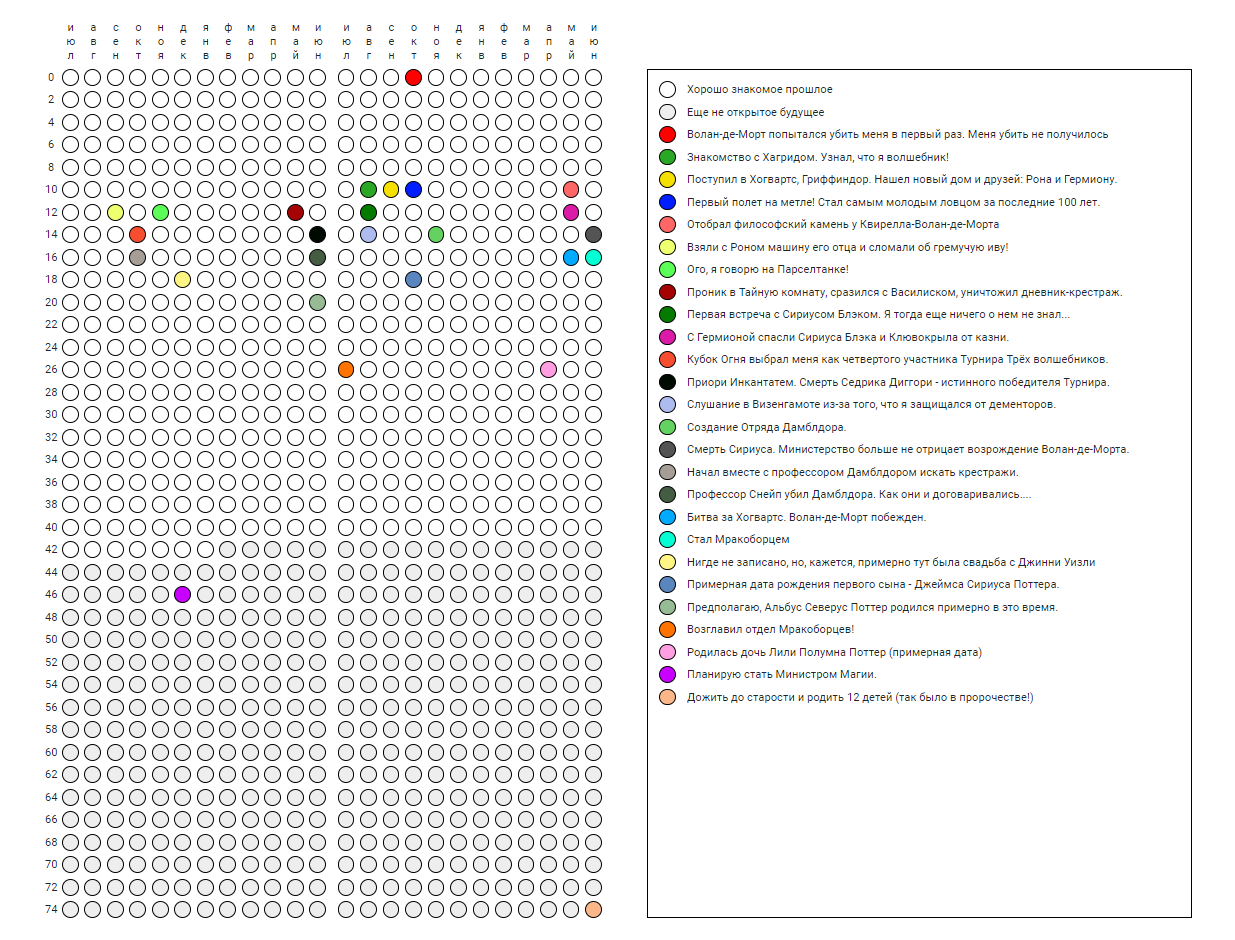 июл авг сен окт ноя дек янв фев мар апр май июн июл авг сен окт ноя дек янв фев мар апр май июн
0
2
4
6
8
10
12
14
16
18
20
22
24
26
28
30
32
34
36
38
40
42
44
46
48
50
52
54
56
58
60
62
64
66
68
70
72
74
Хорошо знакомое прошлое
Еще не открытое будущее
Волан-де-Морт попытался убить меня в первый раз. Меня убить не получилось
Знакомство с Хагридом. Узнал, что я волшебник!
Поступил в Хогвартс, Гриффиндор. Нашел новый дом и друзей: Рона и Гермиону.
Первый полет на метле! Стал самым молодым ловцом за последние 100 лет.
Отобрал философский камень у Квирелла-Волан-де-Морта
Взяли с Роном машину его отца и сломали об гремучую иву!
Ого, я говорю на Парселтанке!
Проник в Тайную комнату, сразился с Василиском, уничтожил дневник-крестраж.
Первая встреча с Сириусом Блэком. Я тогда еще ничего о нем не знал...
С Гермионой спасли Сириуса Блэка и Клювокрыла от казни.
Кубок Огня выбрал меня как четвертого участника Турнира Трёх волшебников.
Приори Инкантатем. Смерть Седрика Диггори - истинного победителя Турнира.
Слушание в Визенгамоте из-за того, что я защищался от дементоров.
Создание Отряда Дамблдора.
Смерть Сириуса. Министерство больше не отрицает возрождение Волан-де-Морта.
Начал вместе с профессором Дамблдором искать крестражи.
Профессор Снейп убил Дамблдора. Как они и договаривались....
Битва за Хогвартс. Волан-де-Морт побежден.
Стал Мракоборцем
Нигде не записано, но, кажется, примерно тут была свадьба с Джинни Уизли
Примерная дата рождения первого сына - Джеймса Сириуса Поттера.
Предполагаю, Альбус Северус Поттер родился примерно в это время.
Возглавил отдел Мракоборцев!
Родилась дочь Лили Полумна Поттер (примерная дата)
Планирую стать Министром Магии.
Дожить до старости и родить 12 детей (так было в пророчестве!)